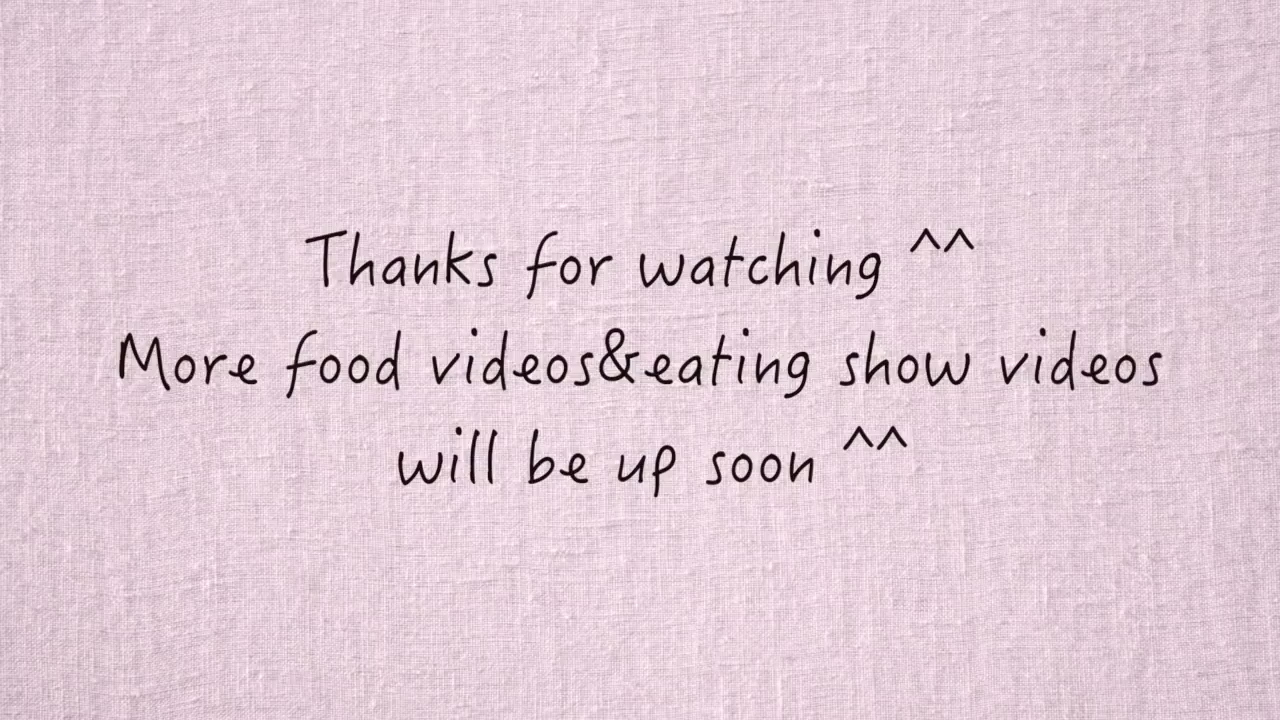 Thanks for watching ^^
More food videos&eating show videos
will be up soon ^^